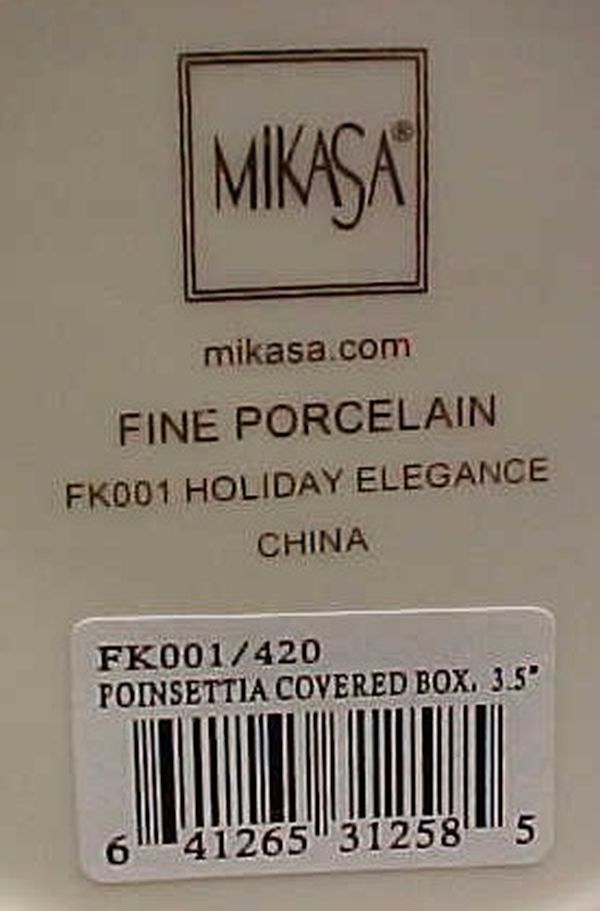 MIKASA®
mikasa.com
FINE PORCELAIN
FK001 HOLIDAY ELEGANCE
CHINA
FK001/420
POINSETTIA COVERED BOX, 3.5"
6 41265 31258 5